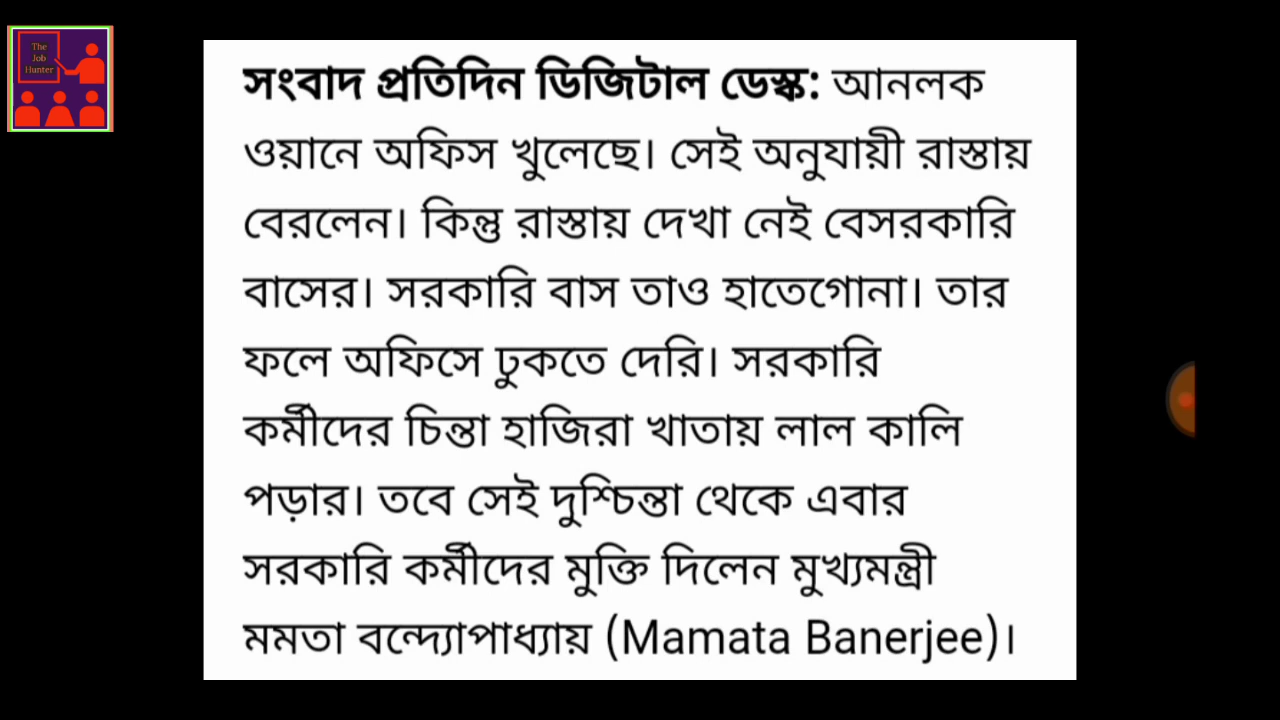 The
Job
Hunter
সংবাদ প্রতিদিন ডিজিটাল ডেস্ক: আনলক
ওয়ানে অফিস খুলেছে। সেই অনুযায়ী রাস্তায়
বেরলেন। কিন্তু রাস্তায় দেখা নেই বেসরকারি
বাসের। সরকারি বাস তাও হাতেগোনা। তার
ফলে অফিসে ঢুকতে দেরি। সরকারি
কর্মীদের চিন্তা হাজিরা খাতায় লাল কালি
পড়ার। তবে সেই দুশ্চিন্তা থেকে এবার
সরকারি কর্মীদের মুক্তি দিলেন মুখ্যমন্ত্রী
মমতা বন্দ্যোপাধ্যায় (Mamata Banerjee)।